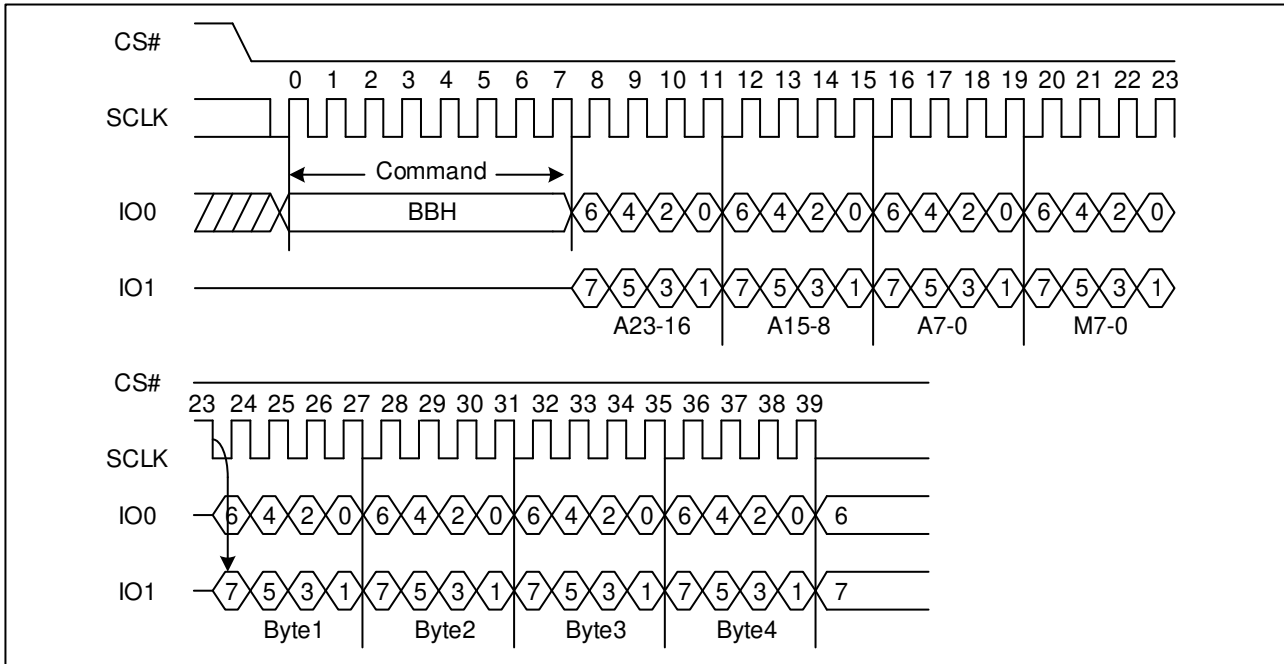 CS#
0 1 2 3 4 5 6 7 8 9 10 11 12 13 14 15 16 17 18 19 20 21 22 23
SCLK
Command
IO0 BBH 6 4 2 0 6 4 2 0 6 4 2 0 6 4 2 0
IO1 7 5 3 1 7 5 3 1 7 5 3 1 7 5 3 1
A23-16 A15-8 A7-0 M7-0
CS#
23 24 25 26 27 28 29 30 31 32 33 34 35 36 37 38 39
SCLK
IO0 6 4 2 0 6 4 2 0 6 4 2 0 6 4 2 0 6
IO1 7 5 3 1 7 5 3 1 7 5 3 1 7 5 3 1 7
Byte1 Byte2 Byte3 Byte4